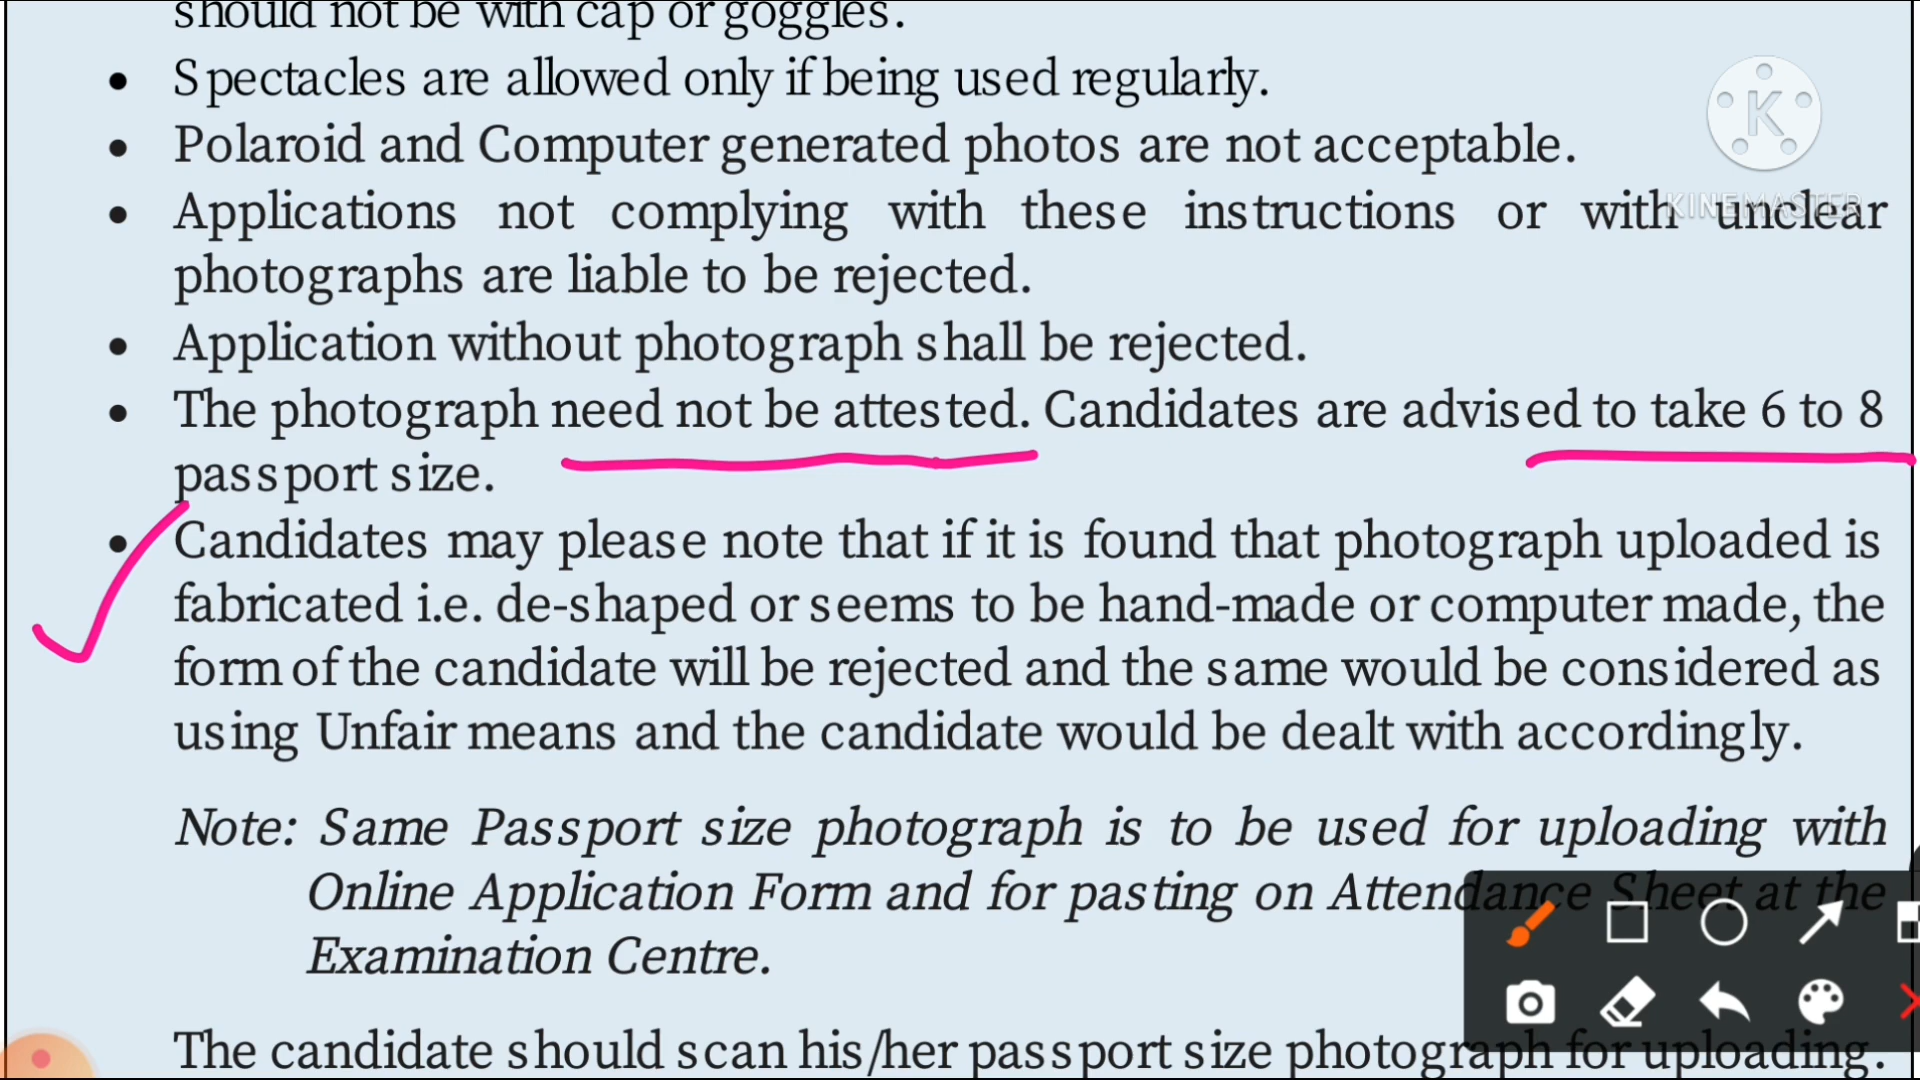 should not be with cap or goggles.
• Spectacles are allowed only if being used regularly.
• Polaroid and Computer generated photos are not acceptable.
• Applications not complying with these instructions or with unclear
photographs are liable to be rejected.
• Application without photograph shall be rejected.
• The photograph need not be attested. Candidates are advised to take 6 to 8
passport size.
• Candidates may please note that if it is found that photograph uploaded is
fabricated i.e. de-shaped or seems to be hand-made or computer made, the
form of the candidate will be rejected and the same would be considered as
using Unfair means and the candidate would be dealt with accordingly.
Note: Same Passport size photograph is to be used for uploading with
Online Application Form and for pasting on Attendance Sheet at the
Examination Centre.
The candidate should scan his/her passport size photograph for uploading.
K
KINEMASTER